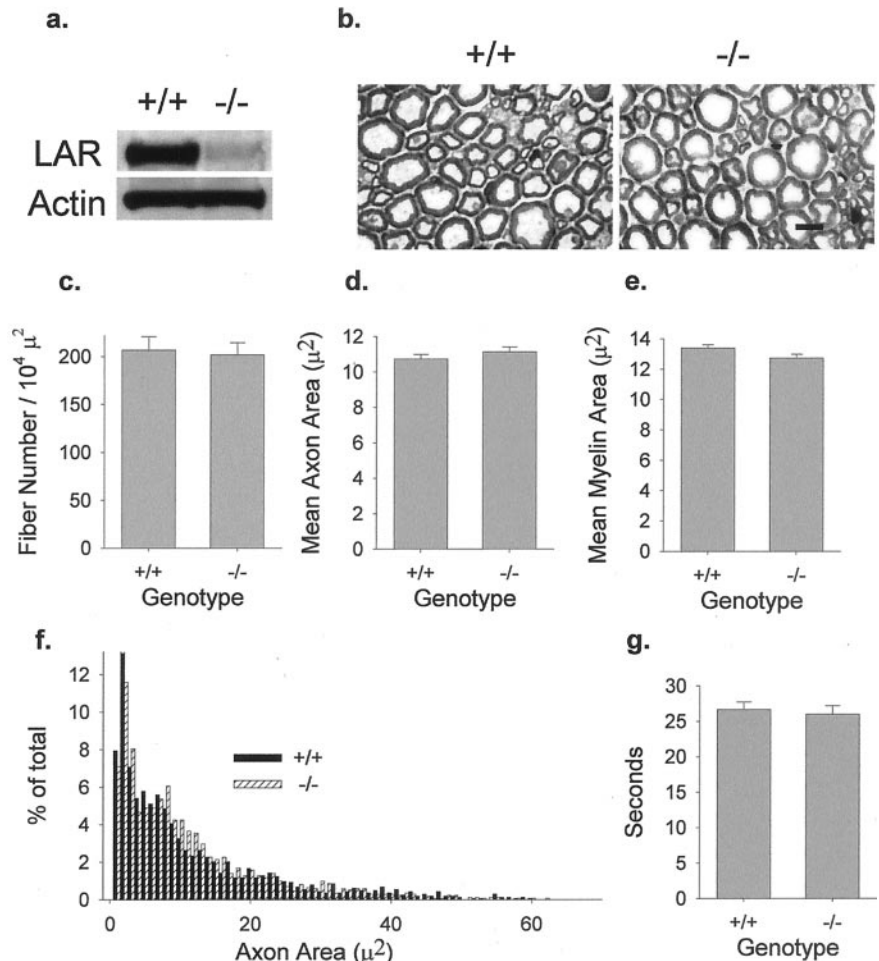 a.
+/+ -/-
LAR
Actin
b.
+/+ -/-
c.
Fiber Number / 10⁴ μ²
200
150
100
50
0
+/+ -/-
Genotype
d.
Mean Axon Area (μ²)
12
10
8
6
4
2
0
+/+ -/-
Genotype
e.
Mean Myelin Area (μ²)
14
12
10
8
6
4
2
0
+/+ -/-
Genotype
f.
% of total
12
10
8
6
4
2
0
+/+
-/-
0 20 40 60
Axon Area (μ²)
g.
Seconds
30
25
20
15
10
5
0
+/+ -/-
Genotype